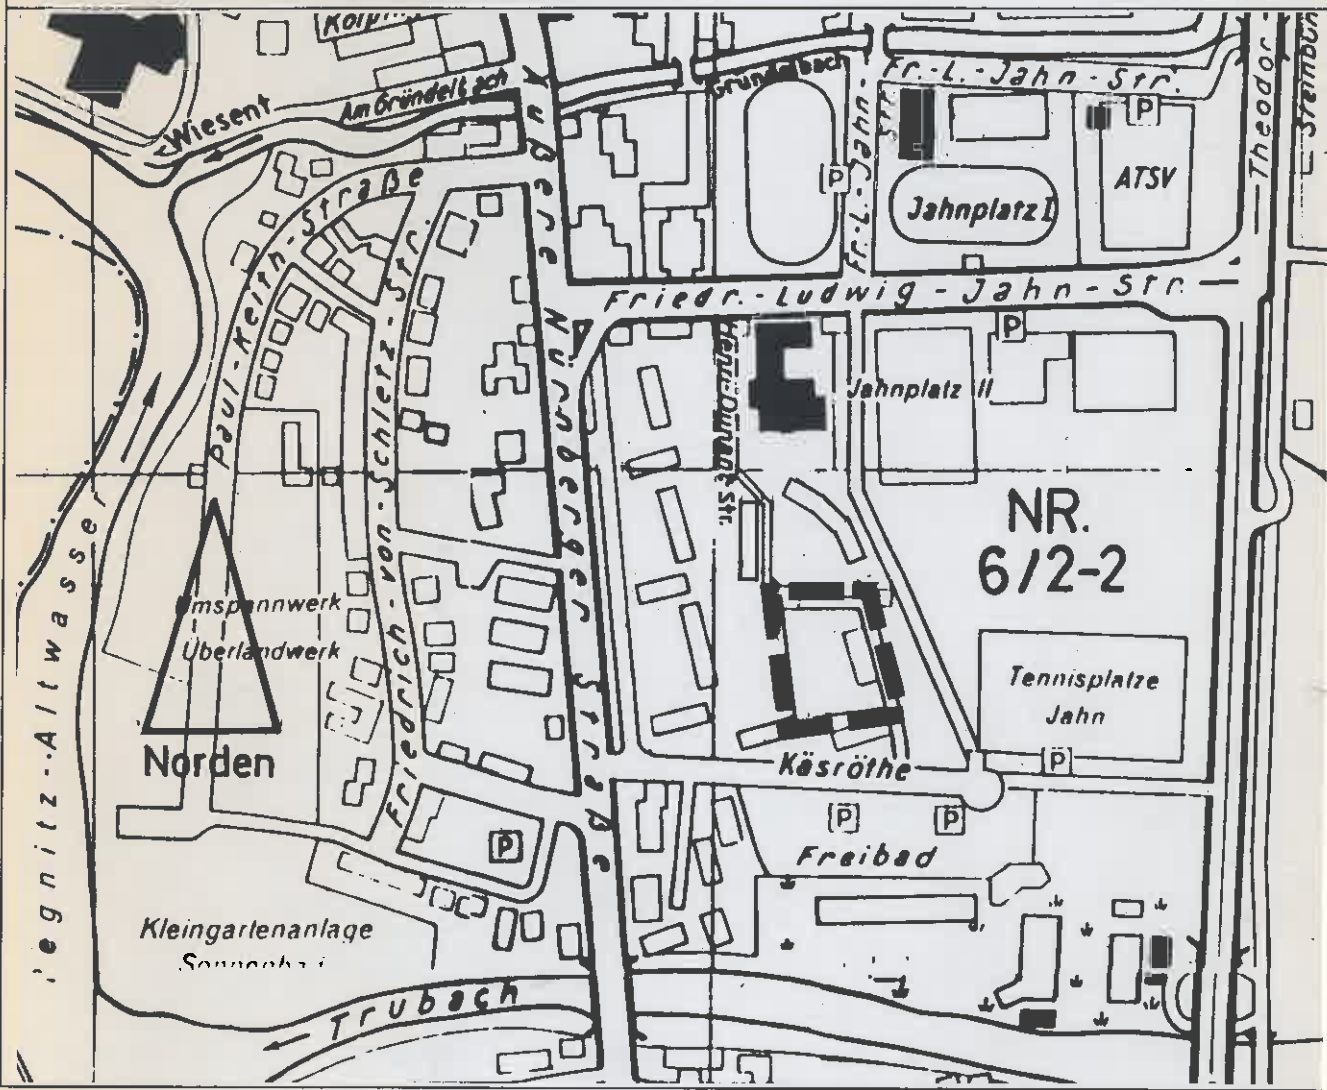 Am Gründelbach
Gründelbach
Wiesent
Fr.-L.-Jahn-Str.
Theodor-
Äußere Nürnberger Straße
Fr.-L.-Jahn-Str.
P
P
ATSV
Jahnplatz I
Paul-Keith-Straße
Friedr.-Ludwig-Jahn-Str.
P
Friedrich-von-Schletz-Str.
Jahnplatz II
NR.
6/2-2
Umspannwerk
Überlandwerk
Tennisplätze
Jahn
Norden
Käsröthe
P
P
P
P
Freibad
Kleingartenanlage
Trubach